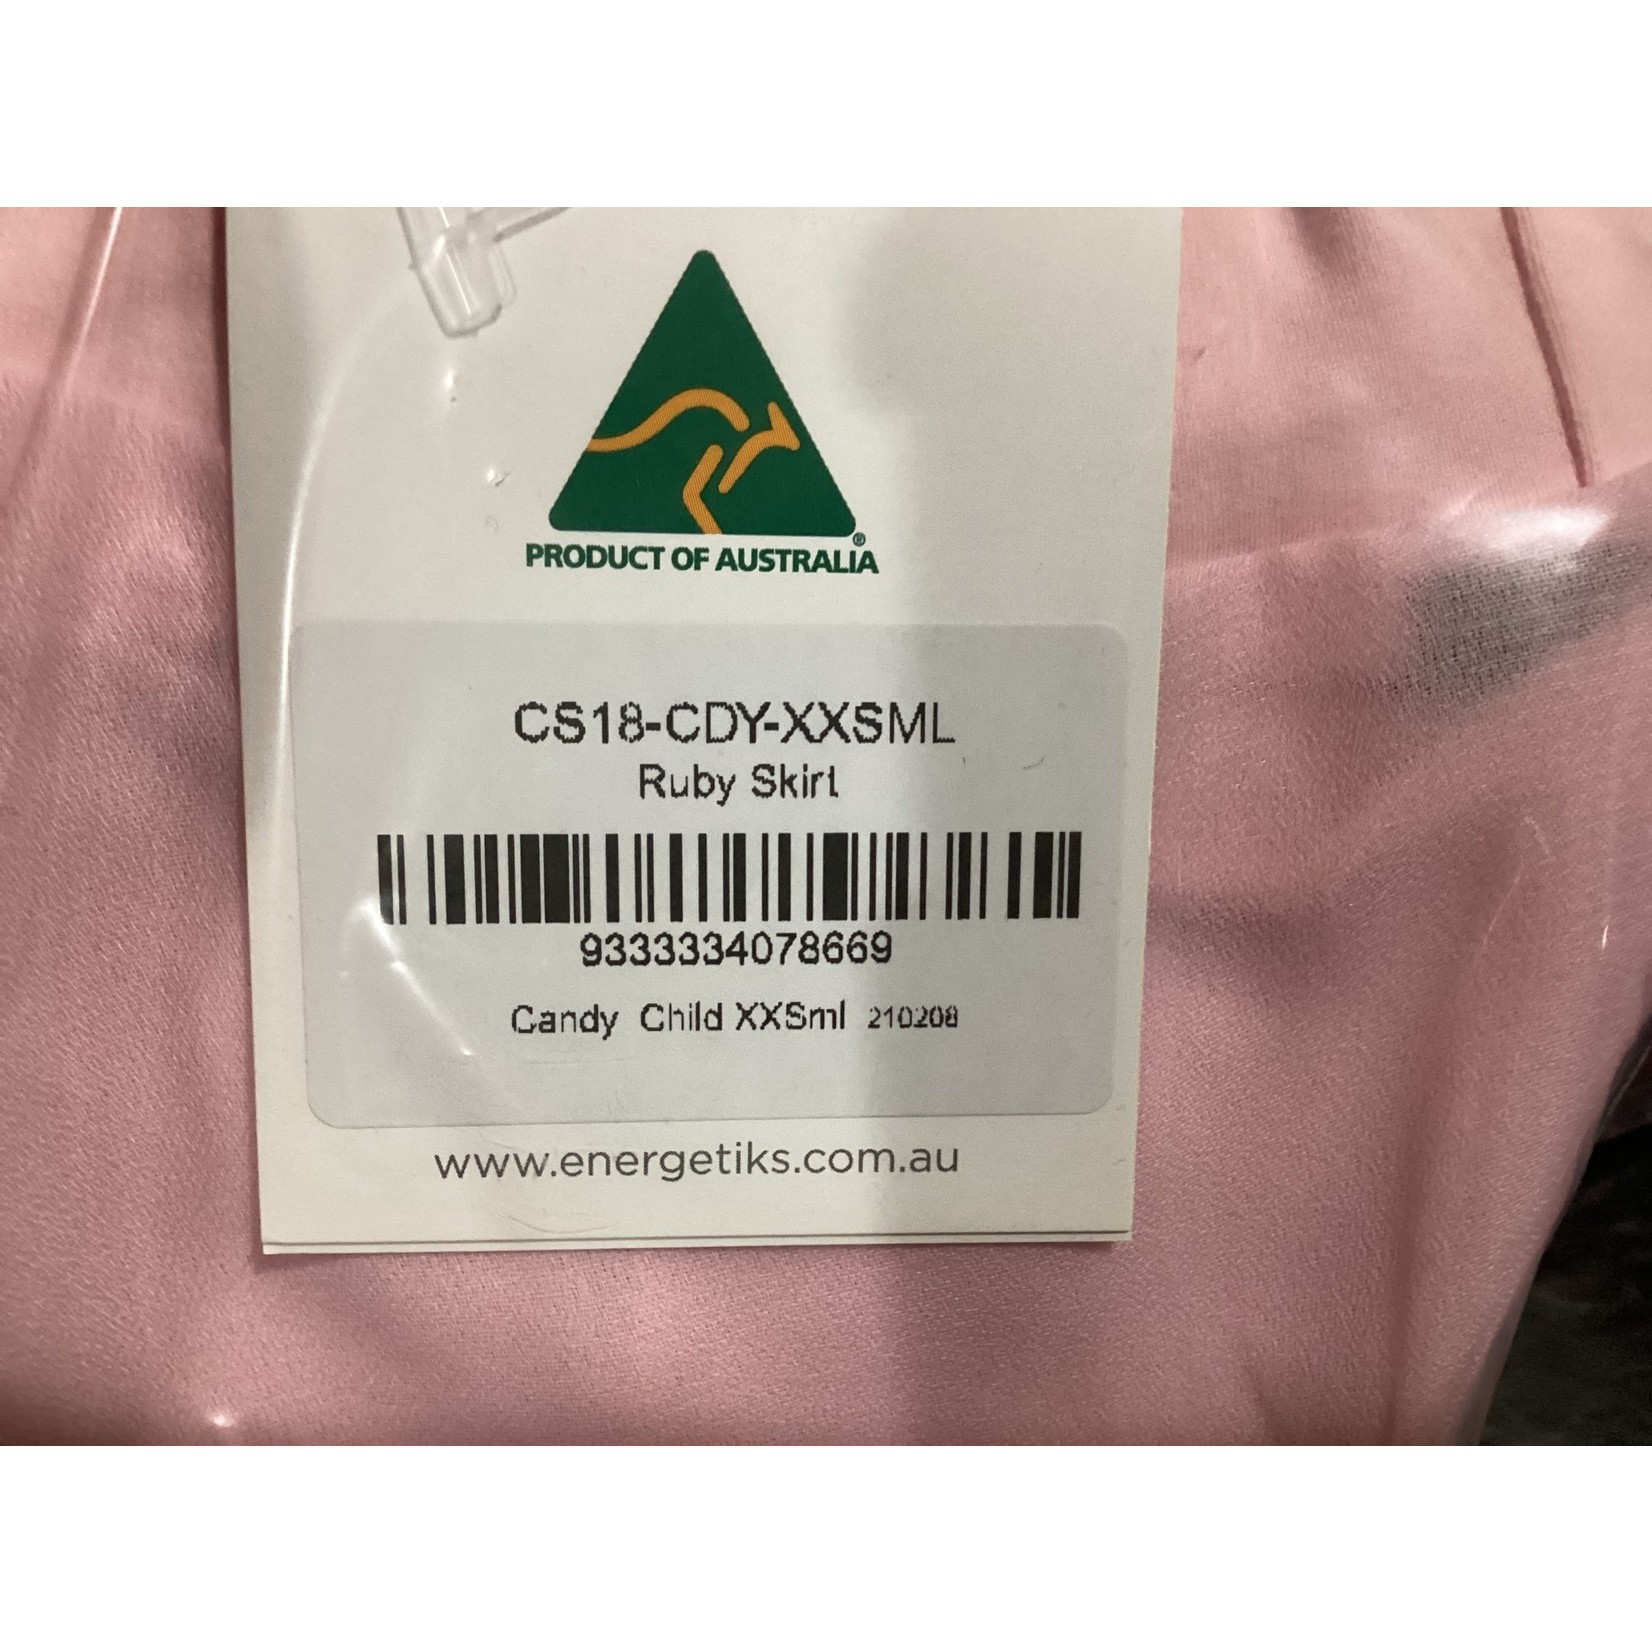 PRODUCT OF AUSTRALIA®
CS18-CDY-XXSML
Ruby Skirt
9333334078669
Candy Child XXSml 210208
www.energetiks.com.au